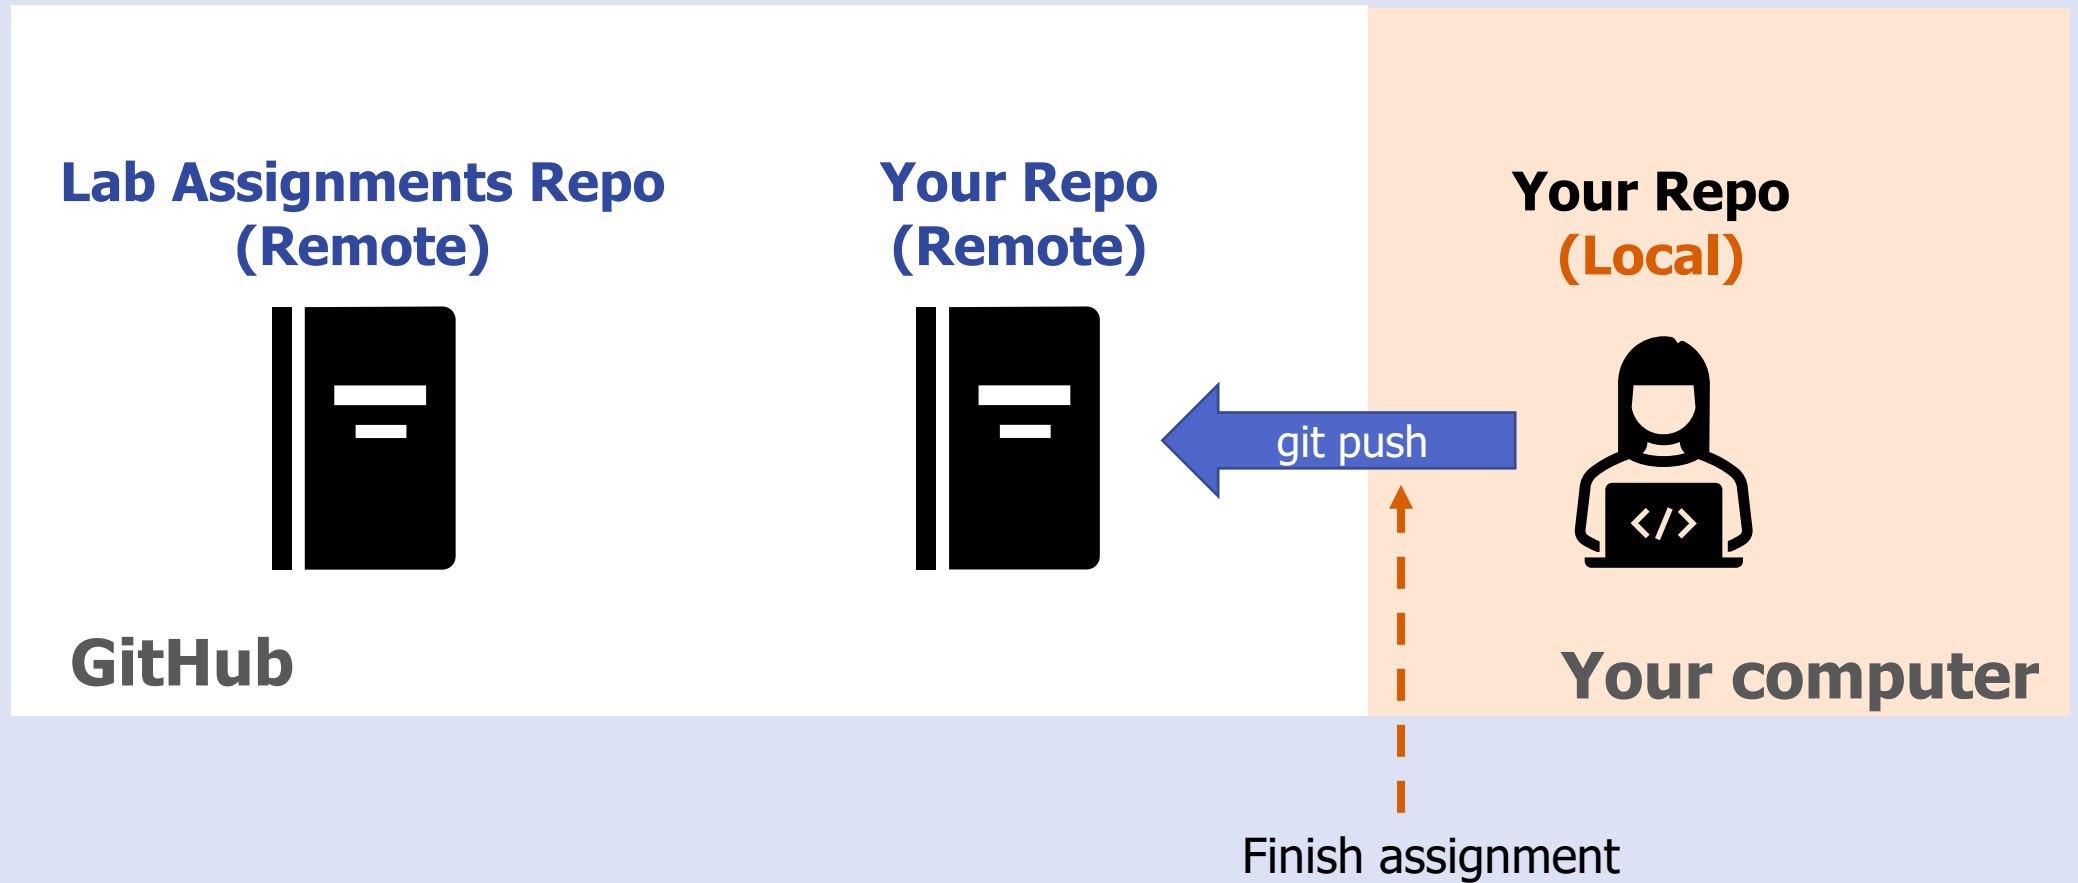 Lab Assignments Repo
(Remote)
Your Repo
(Remote)
Your Repo
(Local)
git push
</>
GitHub
Your computer
Finish assignment